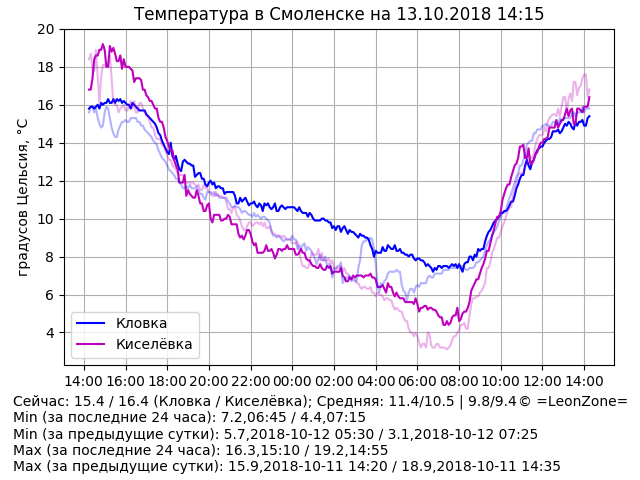 Температура в Смоленске на 13.10.2018 14:15
градусов Цельсия, °C
20
18
16
14
12
10
8
6
4
Кловка
Киселёвка
14:00 16:00 18:00 20:00 22:00 00:00 02:00 04:00 06:00 08:00 10:00 12:00 14:00
Сейчас: 15.4 / 16.4 (Кловка / Киселёвка); Средняя: 11.4/10.5 | 9.8/9.4© =LeonZone=
Min (за последние 24 часа): 7.2,06:45 / 4.4,07:15
Min (за предыдущие сутки): 5.7,2018-10-12 05:30 / 3.1,2018-10-12 07:25
Max (за последние 24 часа): 16.3,15:10 / 19.2,14:55
Max (за предыдущие сутки): 15.9,2018-10-11 14:20 / 18.9,2018-10-11 14:35